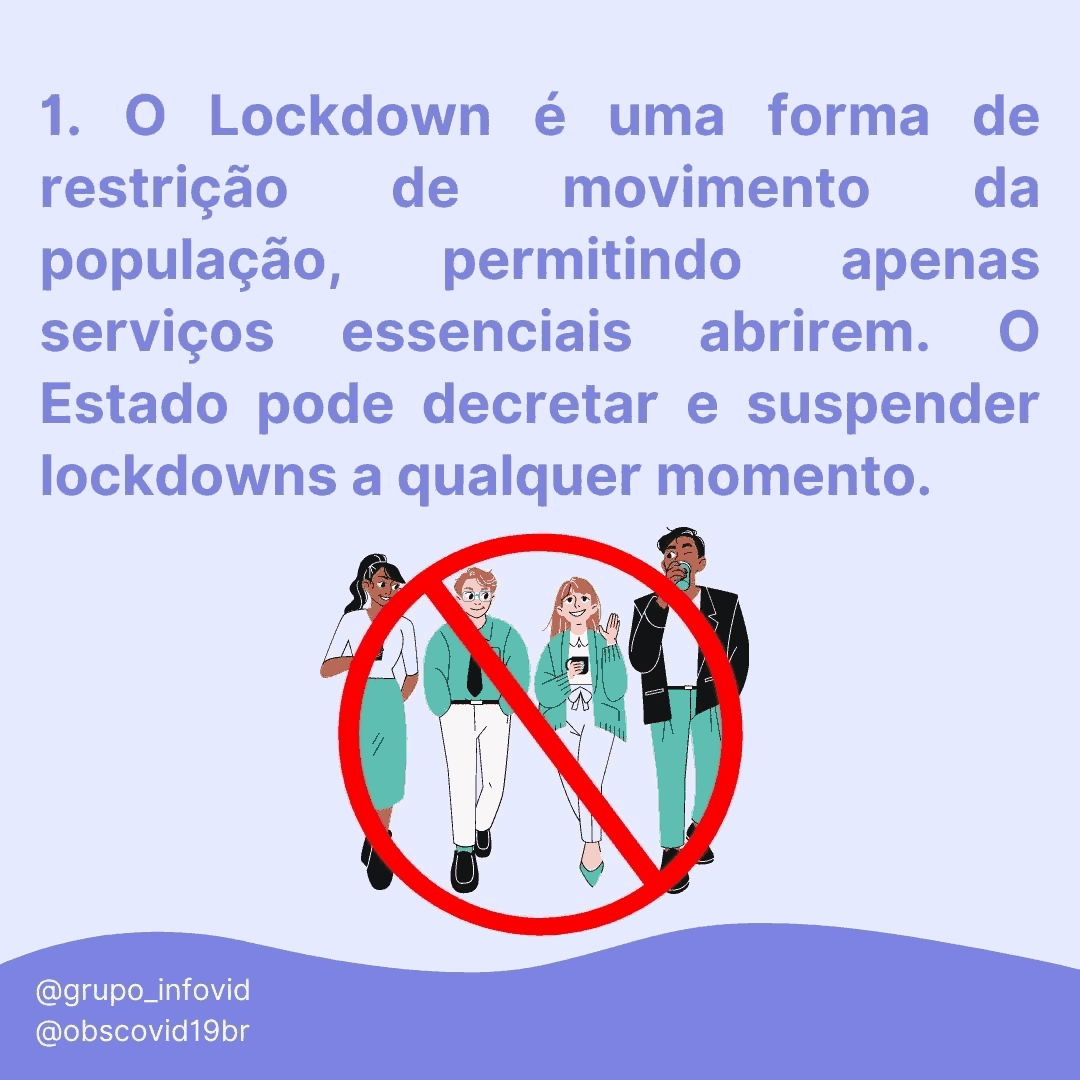 1. O Lockdown é uma forma de
restrição de movimento da
população, permitindo apenas
serviços essenciais abrirem. O
Estado pode decretar e suspender
lockdowns a qualquer momento.
@grupo_infovid
@obscovid19br